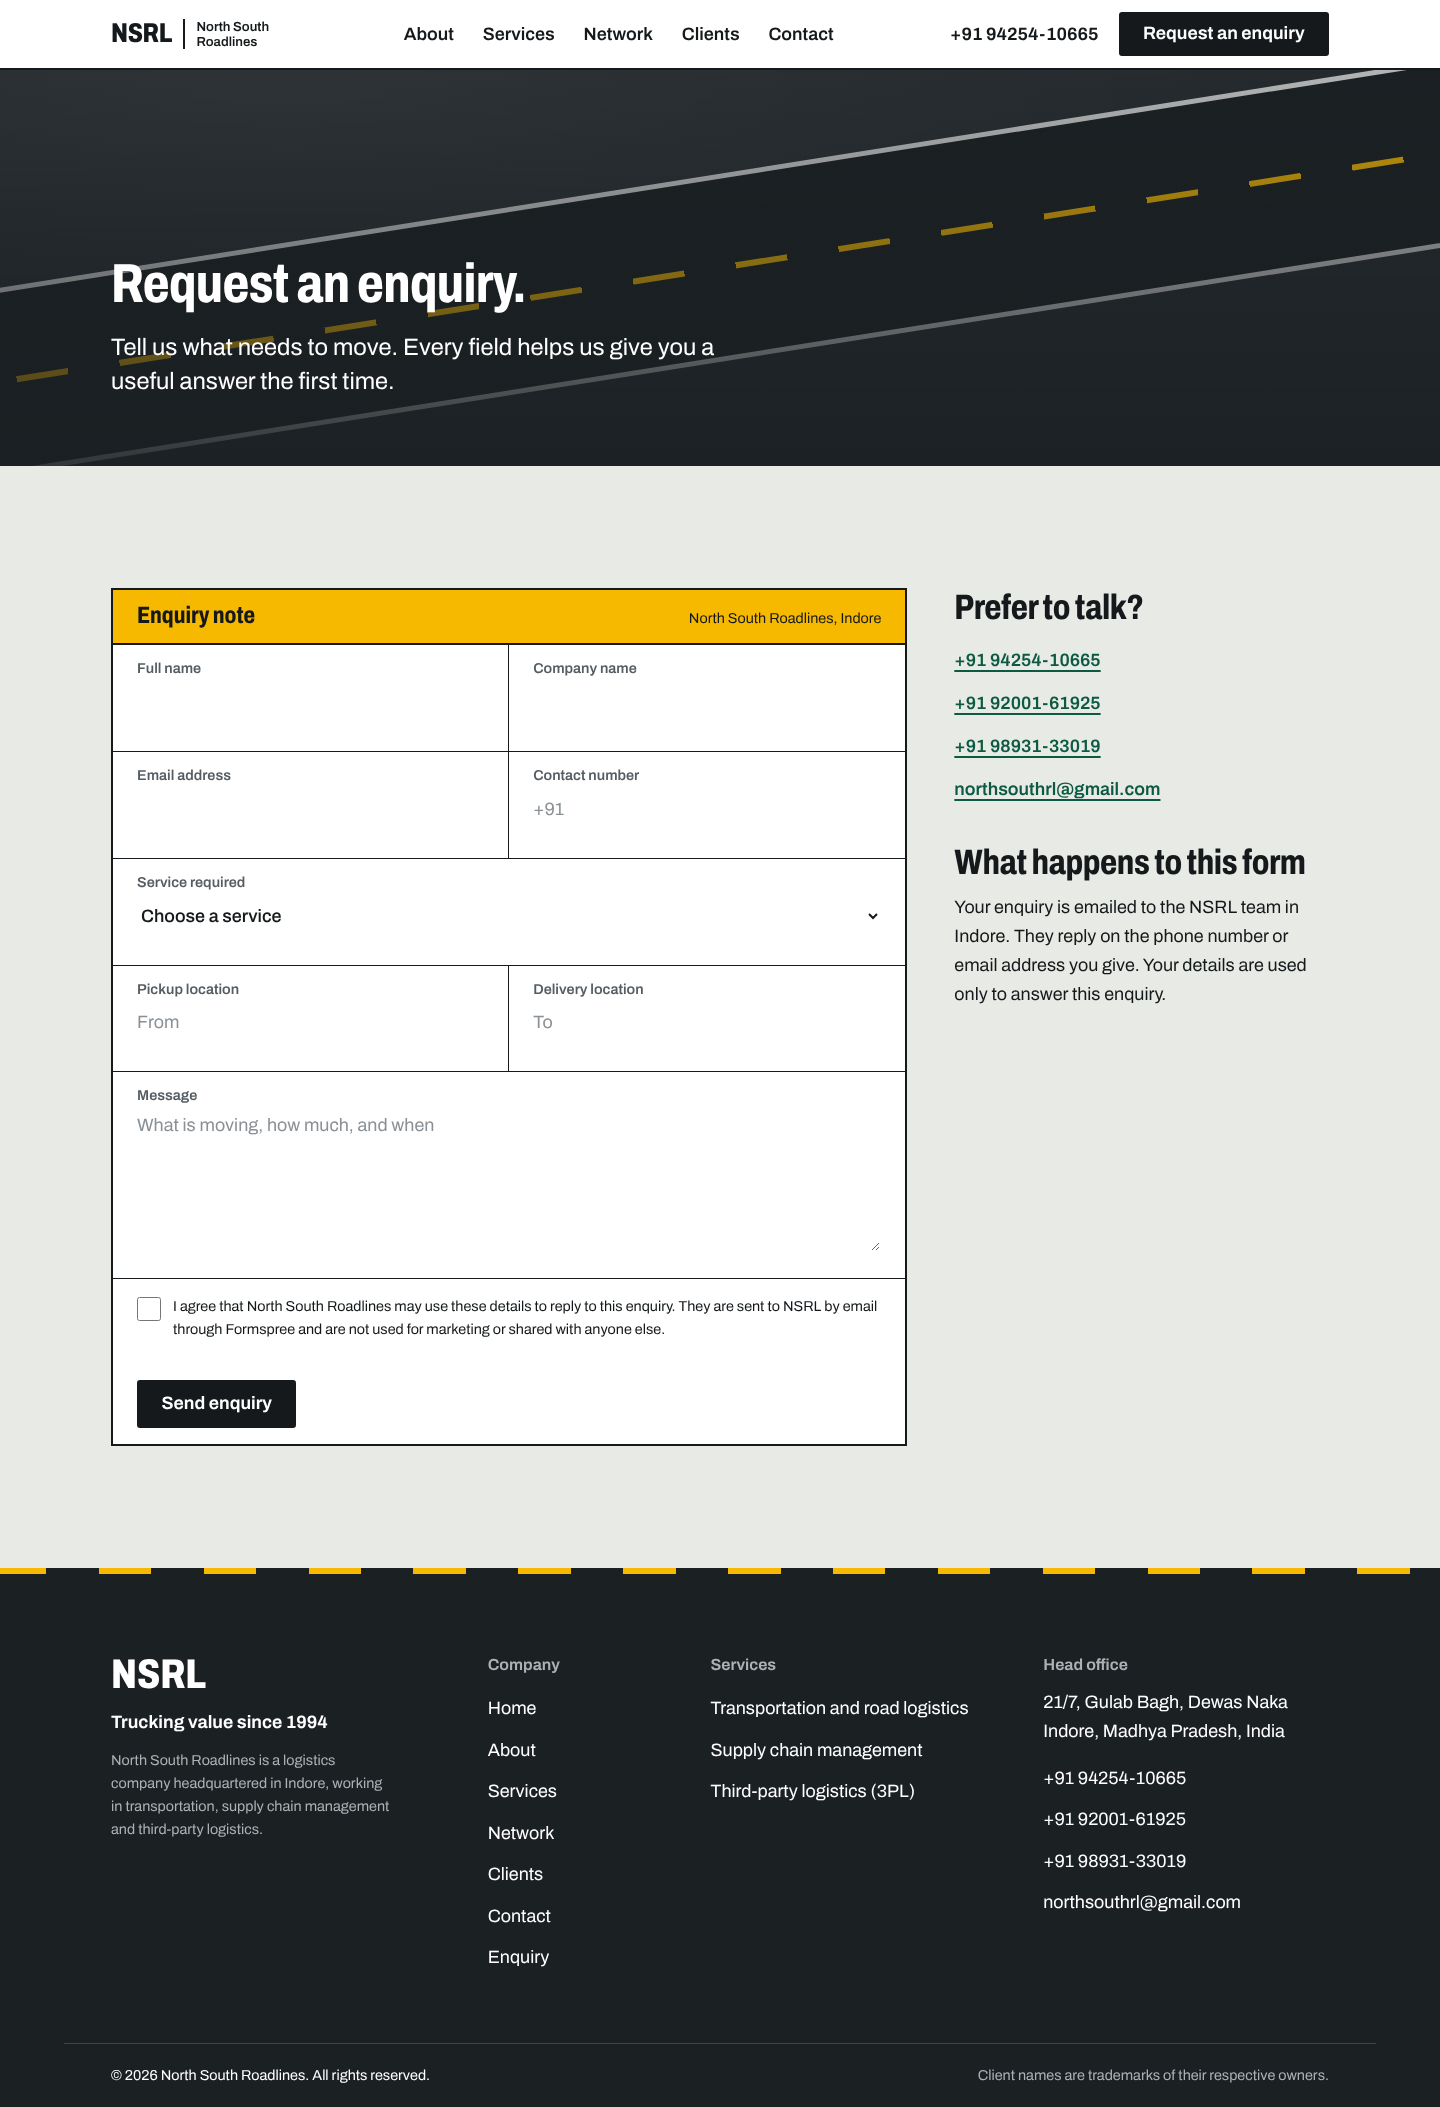 NSRL
North South
Roadlines
About
Services
Network
Clients
Contact
+91 94254-10665
Request an enquiry
Request an enquiry.
Tell us what needs to move. Every field helps us give you a
useful answer the first time.
Enquiry note
North South Roadlines, Indore
Full name
Company name
Email address
Contact number
+91
Service required
Choose a service
Pickup location
Delivery location
From
To
Message
What is moving, how much, and when
I agree that North South Roadlines may use these details to reply to this enquiry. They are sent to NSRL by email
through Formspree and are not used for marketing or shared with anyone else.
Send enquiry
Prefer to talk?
+91 94254-10665
+91 92001-61925
+91 98931-33019
northsouthrl@gmail.com
What happens to this form
Your enquiry is emailed to the NSRL team in
Indore. They reply on the phone number or
email address you give. Your details are used
only to answer this enquiry.
NSRL
Trucking value since 1994
North South Roadlines is a logistics
company headquartered in Indore, working
in transportation, supply chain management
and third-party logistics.
Company
Home
About
Services
Network
Clients
Contact
Enquiry
Services
Transportation and road logistics
Supply chain management
Third-party logistics (3PL)
Head office
21/7, Gulab Bagh, Dewas Naka
Indore, Madhya Pradesh, India
+91 94254-10665
+91 92001-61925
+91 98931-33019
northsouthrl@gmail.com
© 2026 North South Roadlines. All rights reserved.
Client names are trademarks of their respective owners.